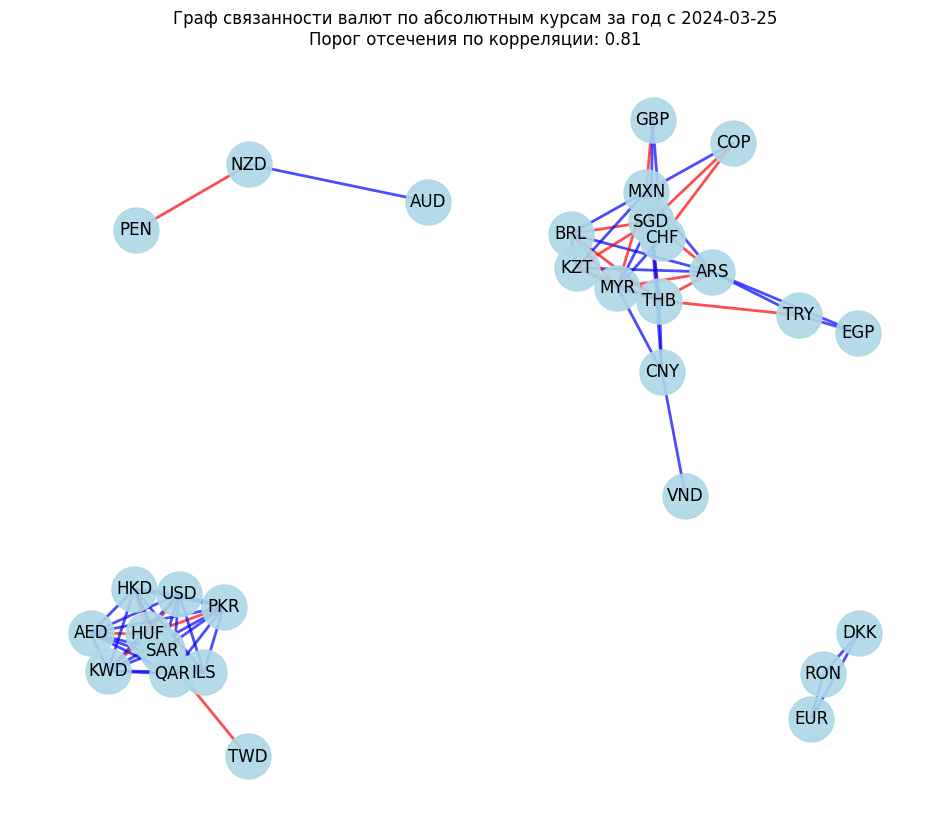 Граф связанности валют по абсолютным курсам за год с 2024-03-25
Порог отсечения по корреляции: 0.81
GBP
COP
NZD
MXN
AUD
SGD
PEN
BRL
CHF
KZT
ARS
MYR
THB
TRY
EGP
CNY
VND
HKD
USD
PKR
AED
HUF
DKK
SAR
KWD
QAR
ILS
RON
EUR
TWD